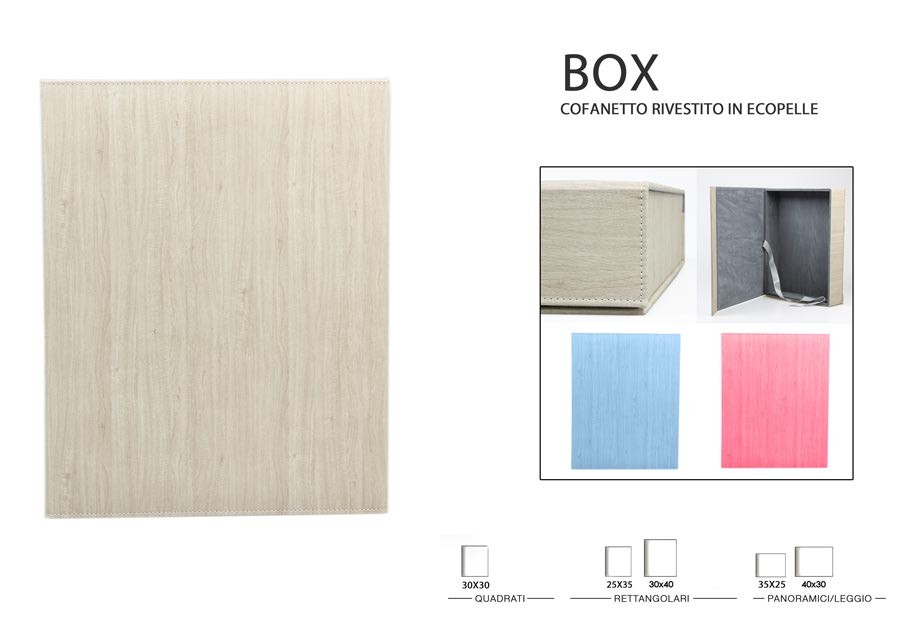 BOX
COFANETTO RIVESTITO IN ECOPELLE
30X30
QUADRATI
25X35 30x40
RETTANGOLARI
35X25 40x30
PANORAMICI/LEGGIO